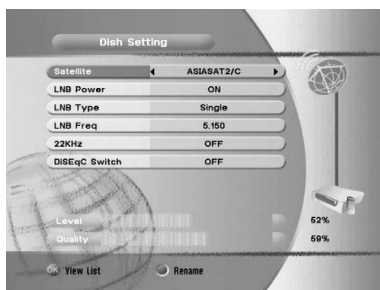 Dish Setting
Satellite ASIASAT2/C
LNB Power ON
LNB Type Single
LNB Freq 5.150
22KHz OFF
DiSEqC Switch OFF
Level 52%
Quality 59%
OK View List Rename